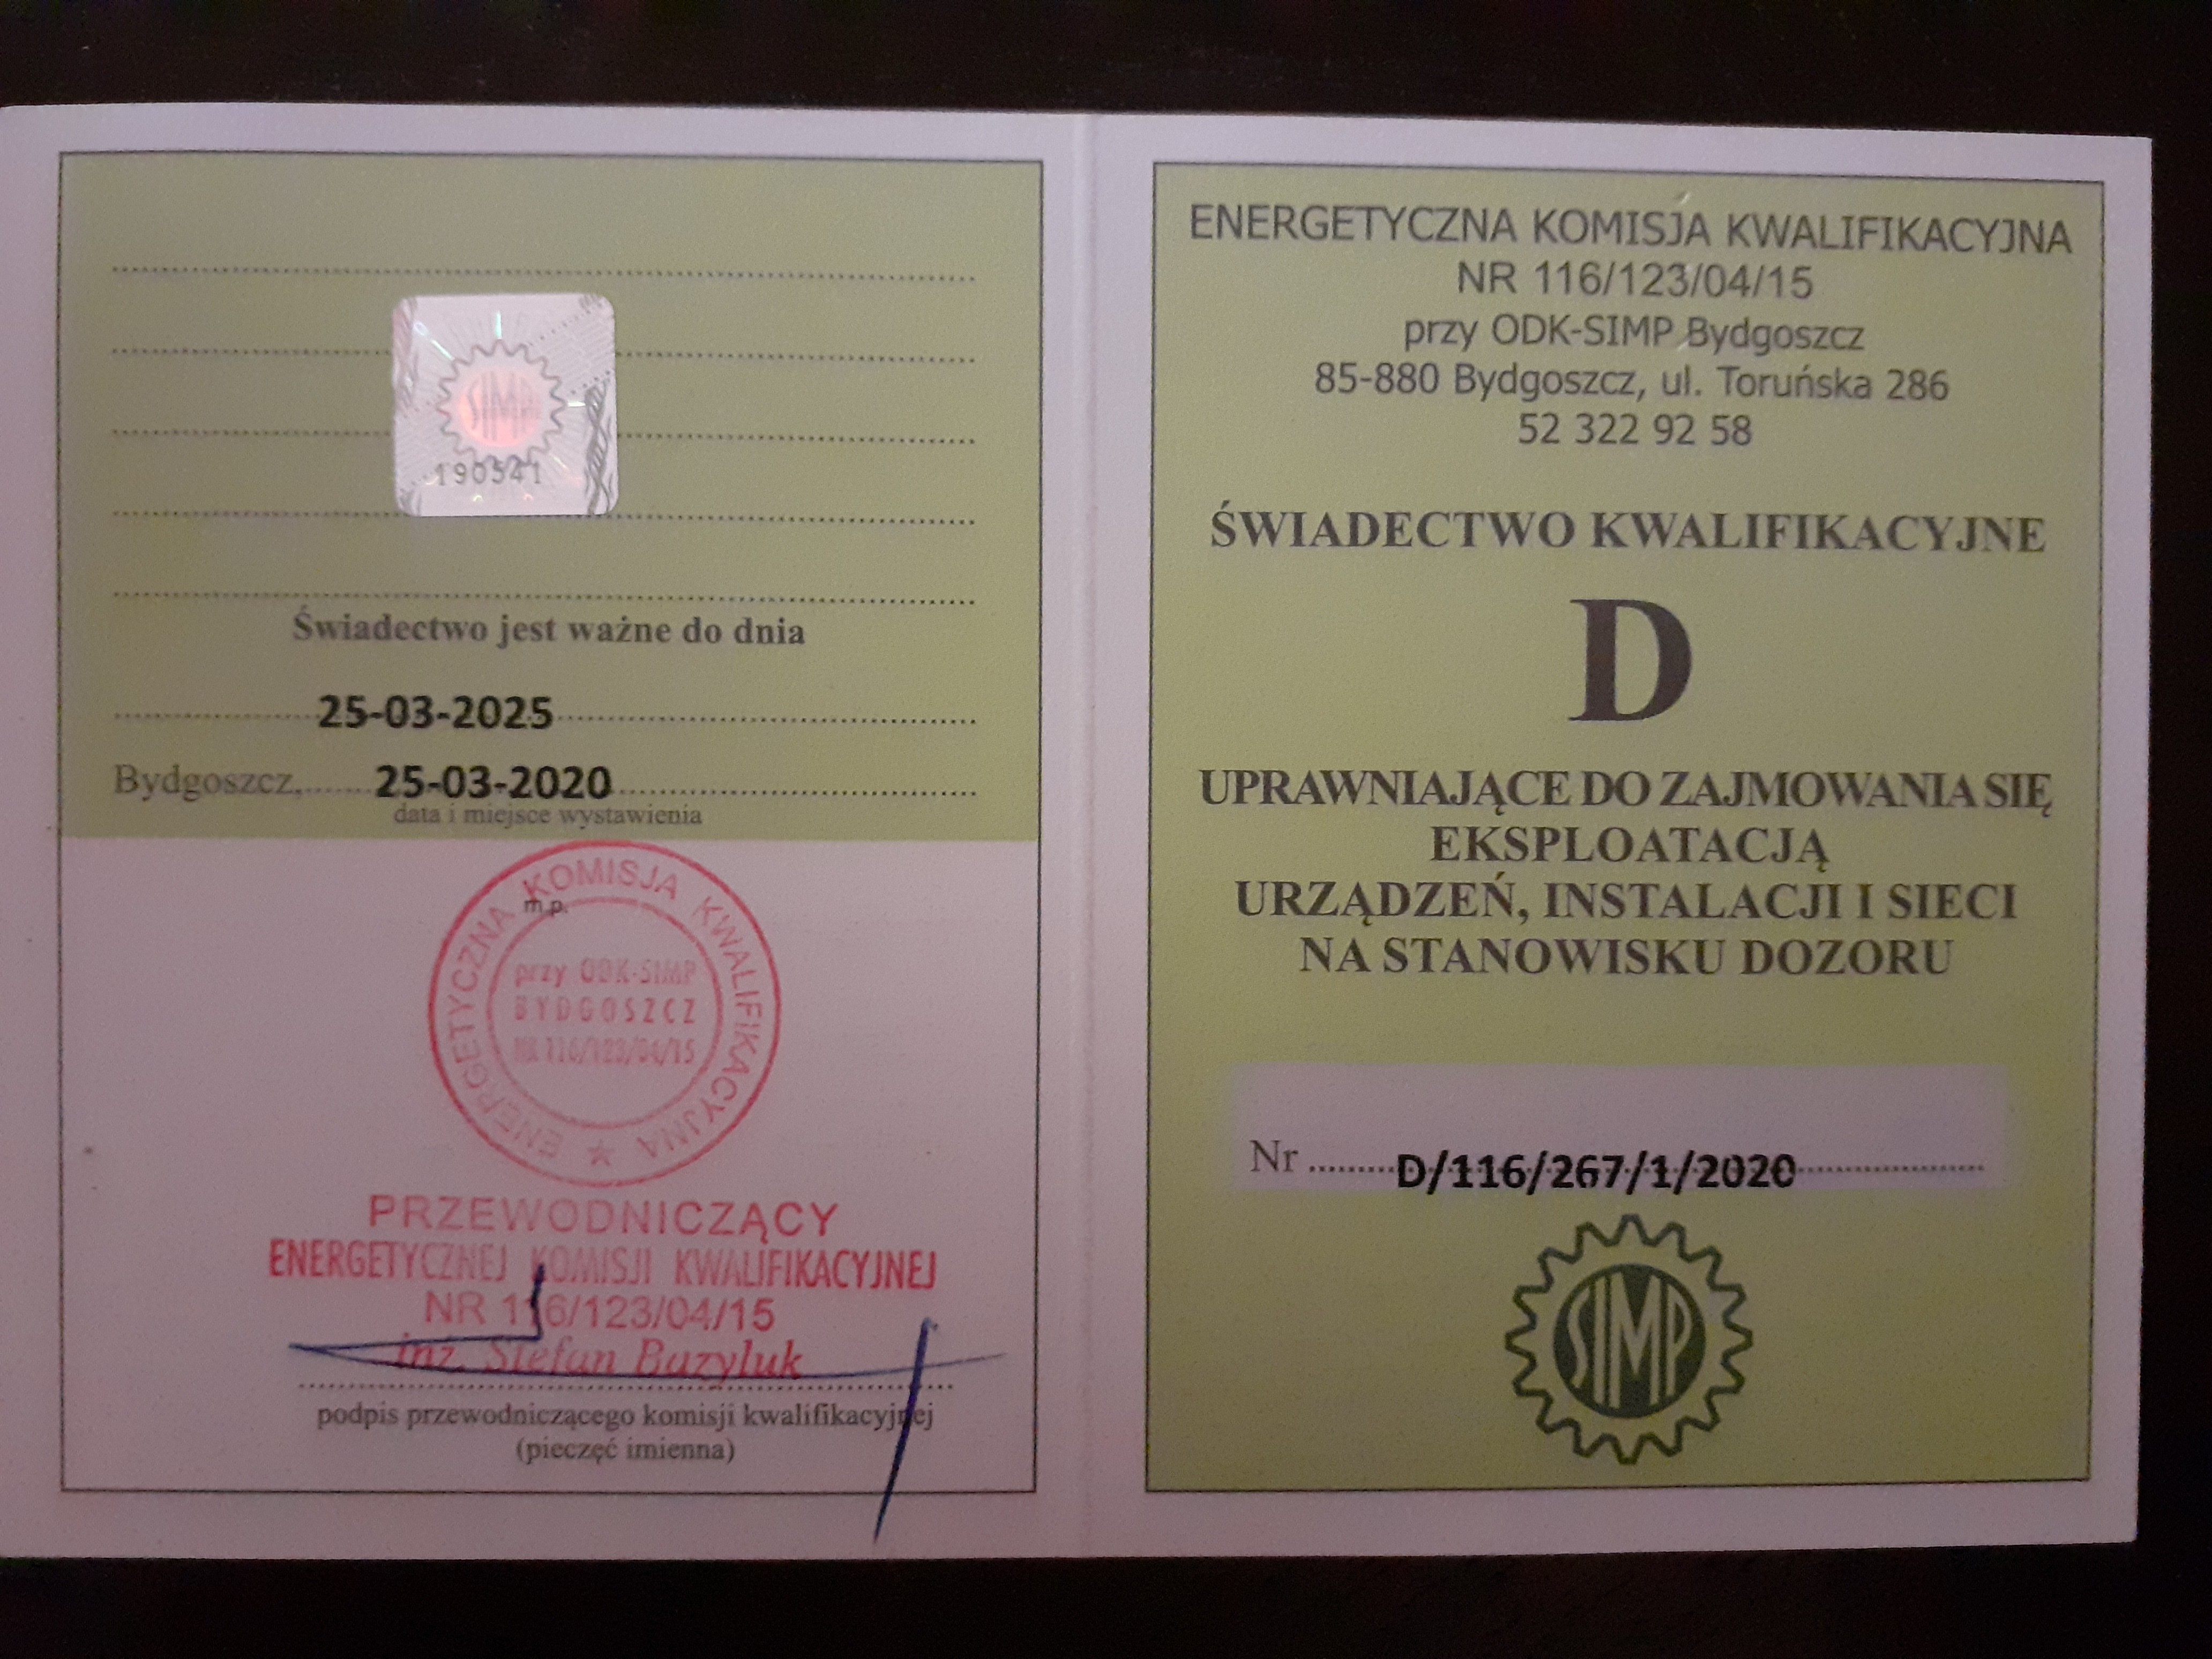 190541
Świadectwo jest ważne do dnia
25-03-2025
Bydgoszcz, 25-03-2020
data i miejsce wystawienia
m.p.
ENERGETYCZNA KOMISJA KWALIFIKACYJNA
przy ODK-SIMP
BYDGOSZCZ
NR 116/123/04/15
PRZEWODNICZĄCY
ENERGETYCZNEJ KOMISJI KWALIFIKACYJNEJ
NR 116/123/04/15
inż. Stefan Bazyluk
podpis przewodniczącego komisji kwalifikacyjnej
(pieczęć imienna)
ENERGETYCZNA KOMISJA KWALIFIKACYJNA
NR 116/123/04/15
przy ODK-SIMP Bydgoszcz
85-880 Bydgoszcz, ul. Toruńska 286
52 322 92 58
ŚWIADECTWO KWALIFIKACYJNE
D
UPRAWNIAJĄCE DO ZAJMOWANIA SIĘ
EKSPLOATACJĄ
URZĄDZEŃ, INSTALACJI I SIECI
NA STANOWISKU DOZORU
Nr D/116/267/1/2020
SIMP